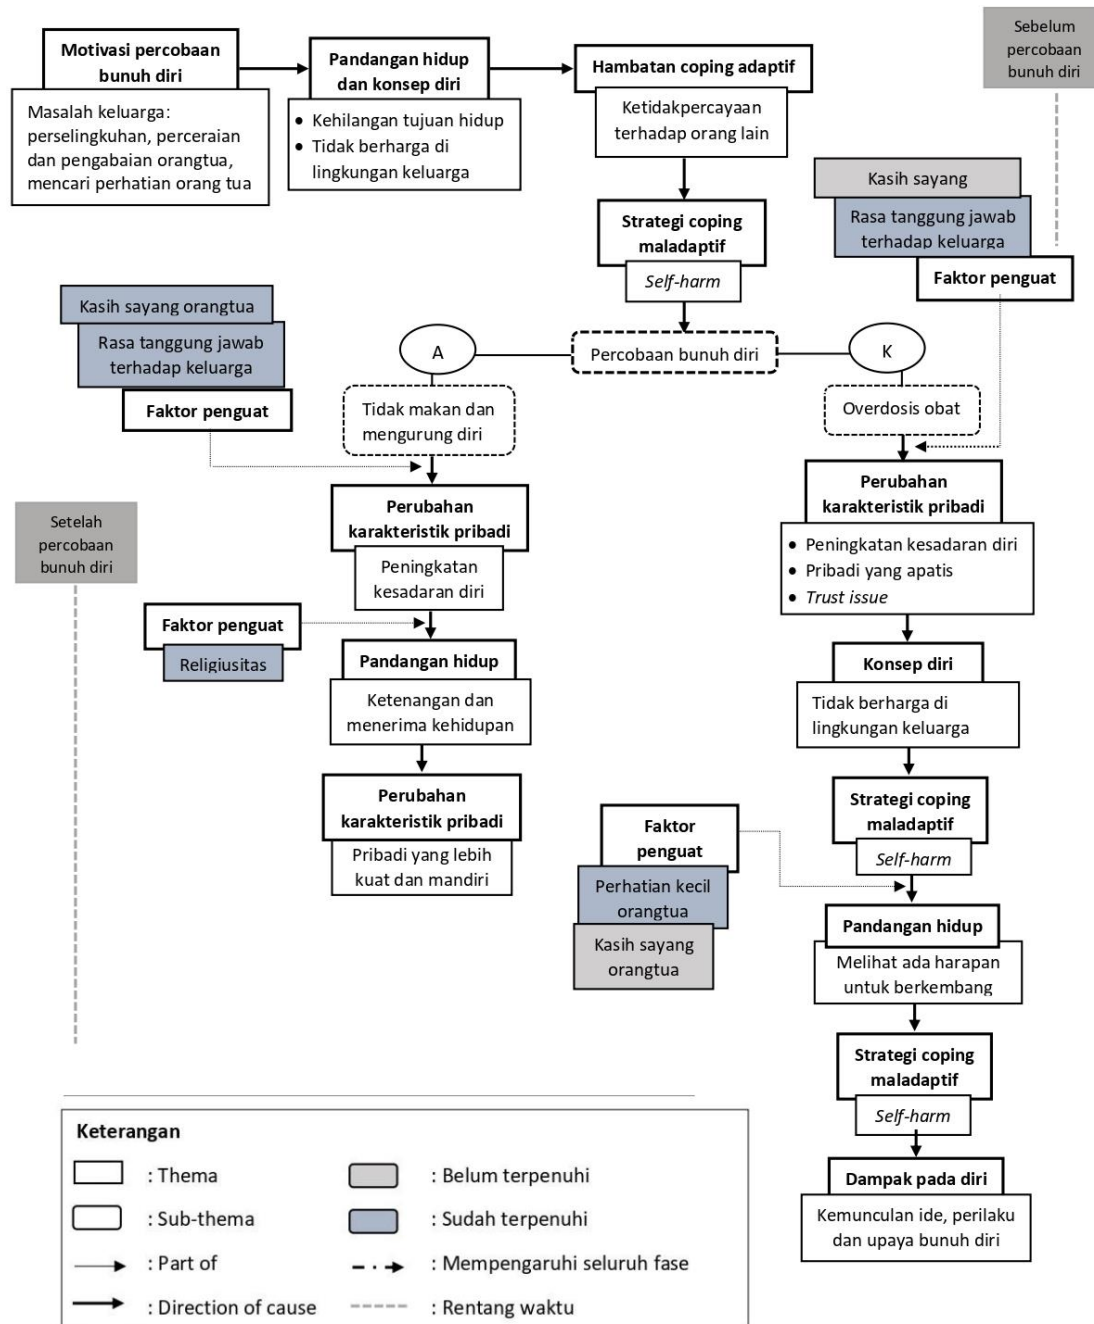 Motivasi percobaan
bunuh diri
Masalah keluarga:
perselingkuhan, perceraian
dan pengabaian orangtua,
mencari perhatian orang tua
Pandangan hidup
dan konsep diri
• Kehilangan tujuan hidup
• Tidak berharga di
lingkungan keluarga
Hambatan coping adaptif
Ketidakpercayaan
terhadap orang lain
Sebelum
percobaan
bunuh diri
Strategi coping
maladaptif
Self-harm
Kasih sayang
Rasa tanggung jawab
terhadap keluarga
Faktor penguat
Kasih sayang orangtua
Rasa tanggung jawab
terhadap keluarga
Faktor penguat
A
Percobaan bunuh diri
K
Tidak makan dan
mengurung diri
Overdosis obat
Perubahan
karakteristik pribadi
Peningkatan
kesadaran diri
Perubahan
karakteristik pribadi
• Peningkatan kesadaran diri
• Pribadi yang apatis
• Trust issue
Setelah
percobaan
bunuh diri
Faktor penguat
Religiusitas
Pandangan hidup
Ketenangan dan
menerima kehidupan
Konsep diri
Tidak berharga di
lingkungan keluarga
Perubahan
karakteristik pribadi
Pribadi yang lebih
kuat dan mandiri
Strategi coping
maladaptif
Self-harm
Faktor
penguat
Perhatian kecil
orangtua
Kasih sayang
orangtua
Pandangan hidup
Melihat ada harapan
untuk berkembang
Strategi coping
maladaptif
Self-harm
Dampak pada diri
Kemunculan ide, perilaku
dan upaya bunuh diri
Keterangan
: Thema
: Belum terpenuhi
: Sub-thema
: Sudah terpenuhi
: Part of
: Mempengaruhi seluruh fase
: Direction of cause
: Rentang waktu